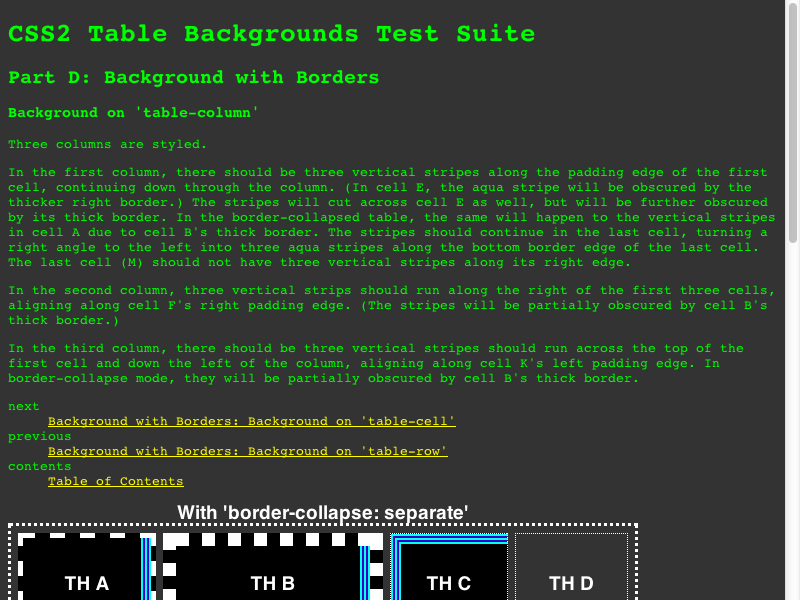 CSS2 Table Backgrounds Test Suite
Part D: Background with Borders
Background on 'table-column'
Three columns are styled.
In the first column, there should be three vertical stripes along the padding edge of the first
cell, continuing down through the column. (In cell E, the aqua stripe will be obscured by the
thicker right border.) The stripes will cut across cell E as well, but will be further obscured
by its thick border. In the border-collapsed table, the same will happen to the vertical stripes
in cell A due to cell B's thick border. The stripes should continue in the last cell, turning a
right angle to the left into three aqua stripes along the bottom border edge of the last cell.
The last cell (M) should not have three vertical stripes along its right edge.
In the second column, three vertical strips should run along the right of the first three cells,
aligning along cell F's right padding edge. (The stripes will be partially obscured by cell B's
thick border.)
In the third column, there should be three vertical stripes should run across the top of the
first cell and down the left of the column, aligning along cell K's left padding edge. In
border-collapse mode, they will be partially obscured by cell B's thick border.
next
Background with Borders: Background on 'table-cell'
previous
Background with Borders: Background on 'table-row'
contents
Table of Contents
With 'border-collapse: separate'
TH A TH B TH C TH D